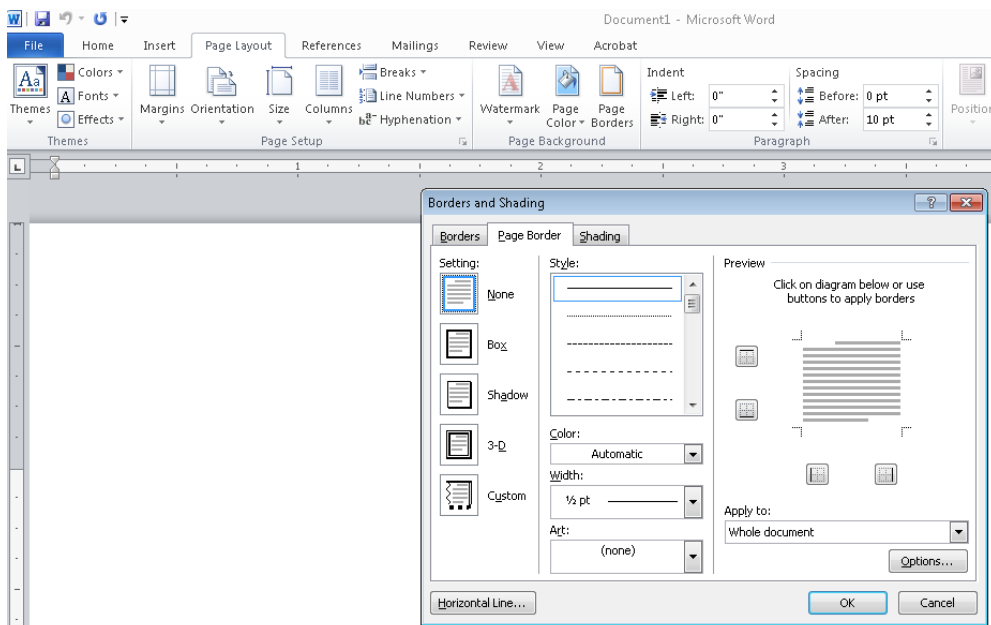 Document1 - Microsoft Word
File Home Insert Page Layout References Mailings Review View Acrobat
Themes
Colors
Fonts
Effects
Margins Orientation Size Columns
Breaks
Line Numbers
Hyphenation
Watermark
Page Color
Page Borders
Indent
Left: 0"
Right: 0"
Spacing
Before: 0 pt
After: 10 pt
Position
Themes Page Setup Page Background Paragraph
L 1 2 3
Borders and Shading
Borders Page Border Shading
Setting:
None
Box
Shadow
3-D
Custom
Style:
Color:
Automatic
Width:
½ pt
Art:
(none)
Preview
Click on diagram below or use
buttons to apply borders
Apply to:
Whole document
Options...
Horizontal Line...
OK Cancel